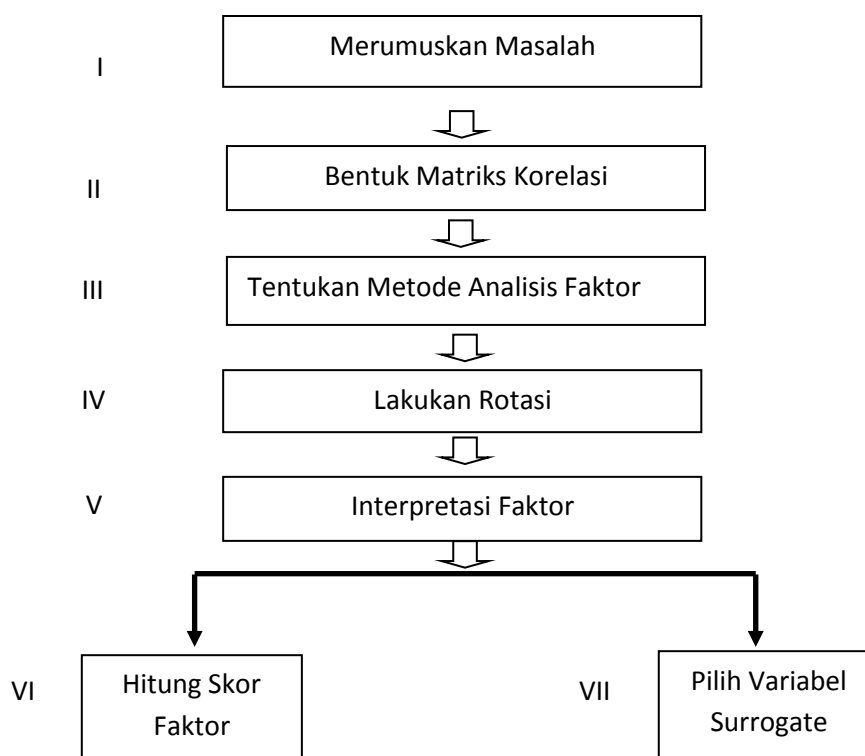 I
Merumuskan Masalah
II
Bentuk Matriks Korelasi
III
Tentukan Metode Analisis Faktor
IV
Lakukan Rotasi
V
Interpretasi Faktor
VI
Hitung Skor
Faktor
VII
Pilih Variabel
Surrogate